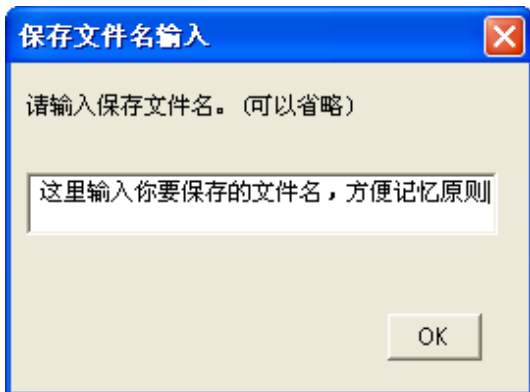 保存文件名输入
请输入保存文件名。(可以省略)
这里输入你要保存的文件名，方便记忆原则
OK